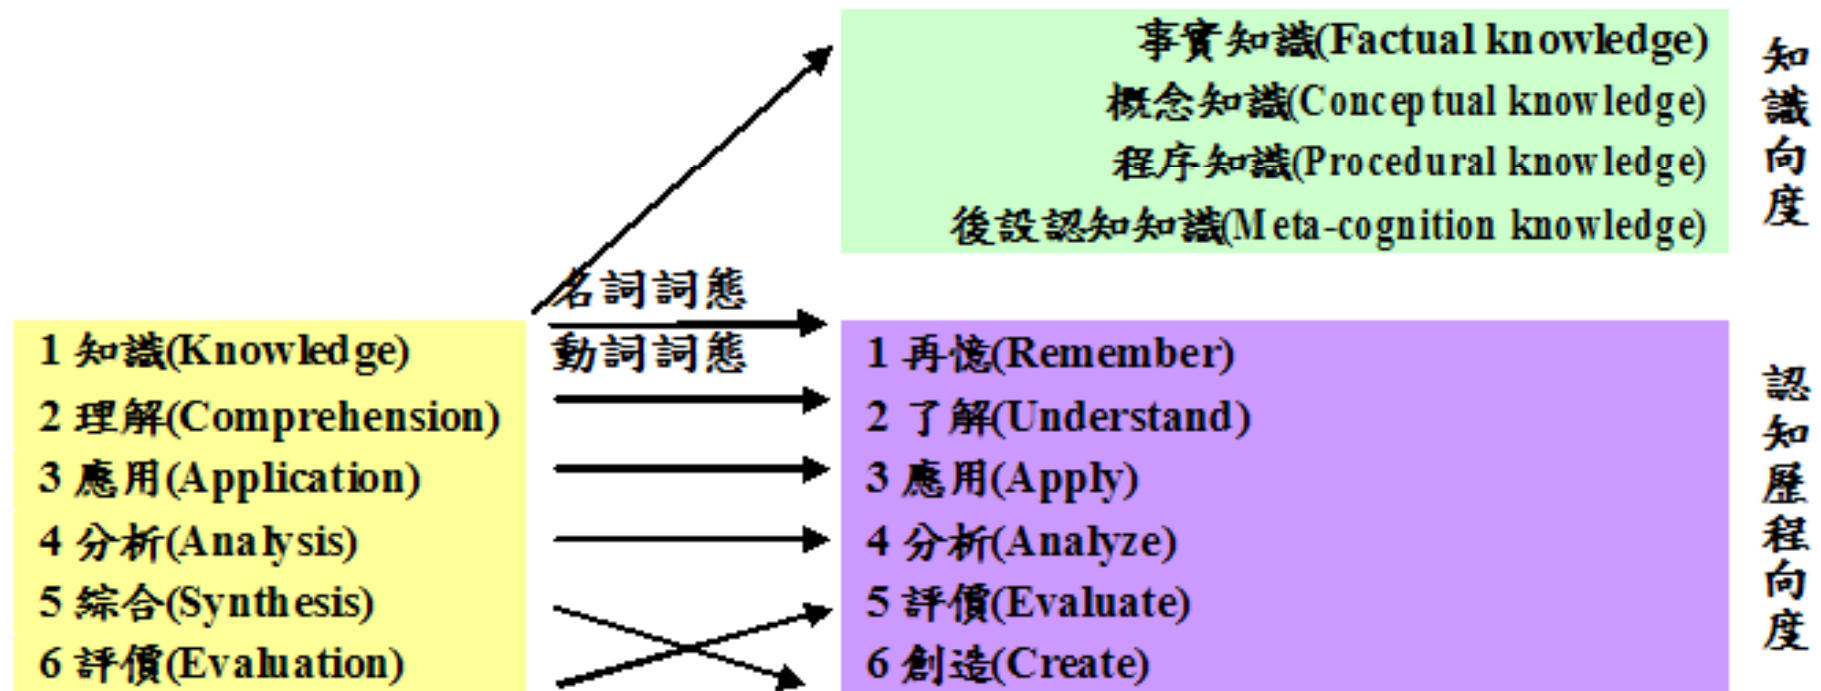 事實知識(Factual knowledge)
概念知識(Conceptual knowledge)
程序知識(Procedural knowledge)
後設認知知識(Meta-cognition knowledge)
知識向度
名詞詞態
動詞詞態
1 知識(Knowledge)
2 理解(Comprehension)
3 應用(Application)
4 分析(Analysis)
5 綜合(Synthesis)
6 評價(Evaluation)
1 再憶(Remember)
2 了解(Understand)
3 應用(Apply)
4 分析(Analyze)
5 評價(Evaluate)
6 創造(Create)
認知歷程向度